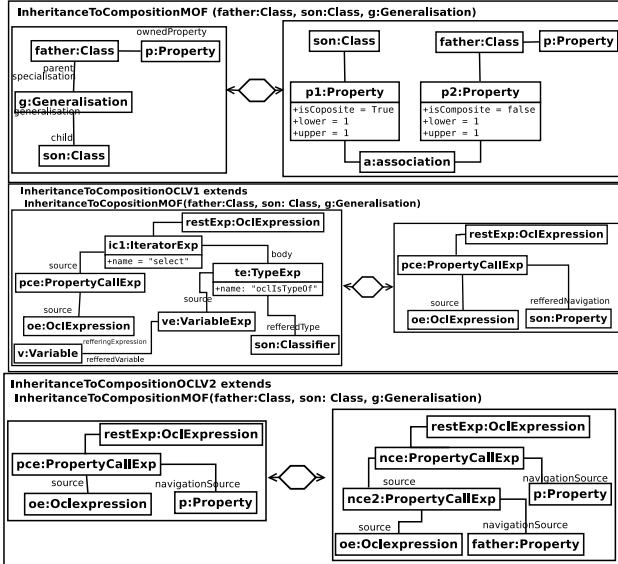 InheritanceToCompositionMOF (father:Class, son:Class, g:Generalisation)
ownedProperty
father:Class
p:Property
parent
specialisation
g:Generalisation
generalisation
child
son:Class
son:Class
father:Class
p:Property
p1:Property
+isCoposite = True
+lower = 1
+upper = 1
p2:Property
+isComposite = false
+lower = 1
+upper = 1
a:association
InheritanceToCompositionOCLV1 extends
InheritanceToCopositionMOF(father:Class, son: Class, g:Generalisation)
restExp:OclExpression
ic1:IteratorExp
+name = "select"
source
body
pce:PropertyCallExp
te:TypeExp
+name: "oclIsTypeOf"
source
source
oe:OclExpression
ve:VariableExp
refferingExpression
refferedType
v:Variable
refferedVariable
son:Classifier
restExp:OclExpression
pce:PropertyCallExp
source
refferedNavigation
oe:OclExpression
son:Property
InheritanceToCompositionOCLV2 extends
InheritanceToCompositionMOF(father:Class, son: Class, g:Generalisation)
restExp:OclExpression
pce:PropertyCallExp
source
navigationSource
oe:Oclexpression
p:Property
restExp:OclExpression
nce:PropertyCallExp
source
navigationSource
nce2:PropertyCallExp
p:Property
source
navigationSource
oe:Oclexpression
father:Property